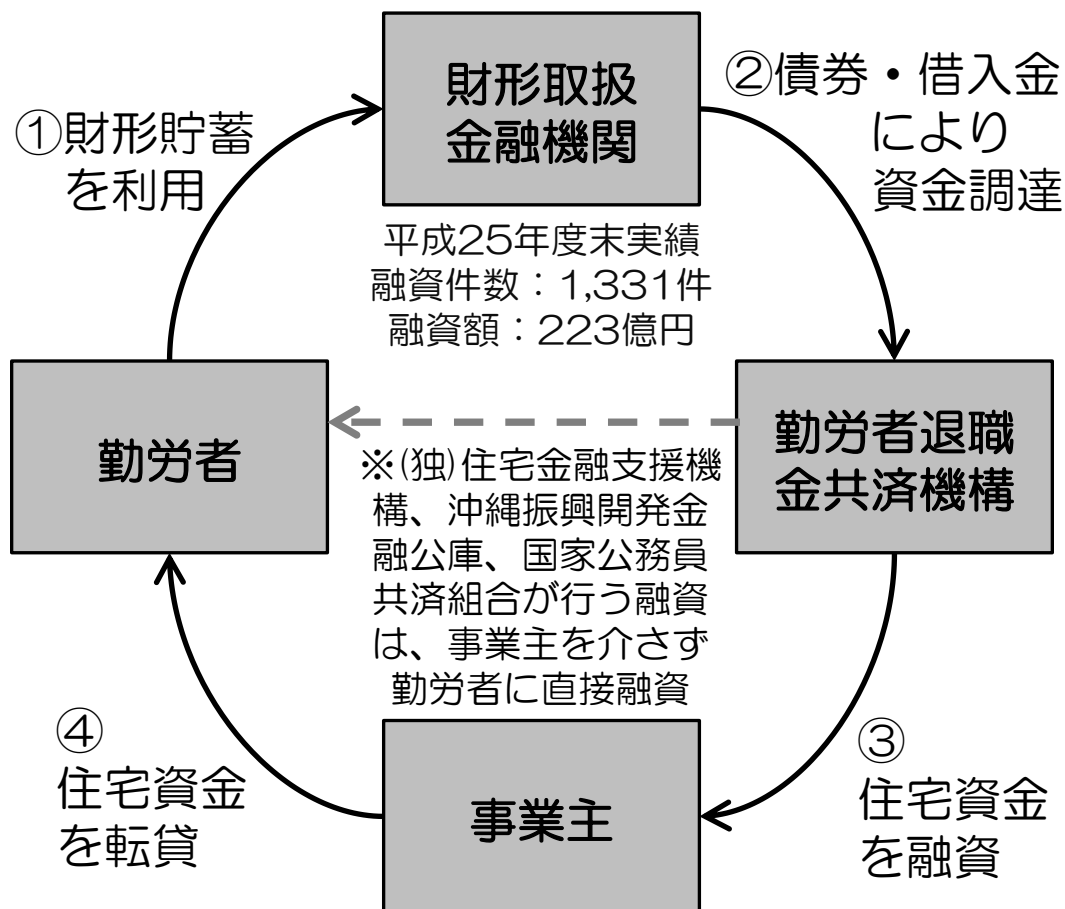 財形取扱
金融機関
②債券・借入金
により
資金調達
①財形貯蓄
を利用
平成25年度末実績
融資件数：1,331件
融資額：223億円
勤労者
勤労者退職
金共済機構
※(独)住宅金融支援機
構、沖縄振興開発金
融公庫、国家公務員
共済組合が行う融資
は、事業主を介さず
勤労者に直接融資
④
住宅資金
を転貸
事業主
③
住宅資金
を融資